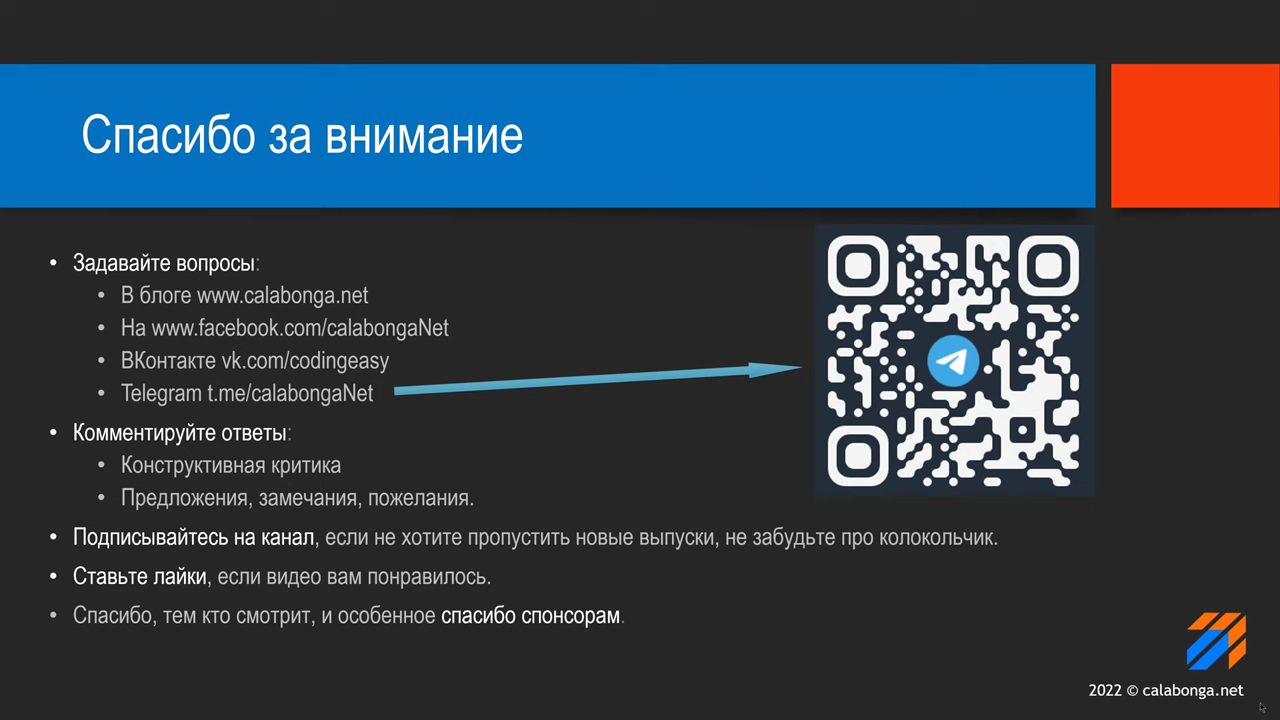 Спасибо за внимание
• Задавайте вопросы:
• В блоге www.calabonga.net
• На www.facebook.com/calabongaNet
• ВКонтакте vk.com/codingeasy
• Telegram t.me/calabongaNet
• Комментируйте ответы:
• Конструктивная критика
• Предложения, замечания, пожелания.
• Подписывайтесь на канал, если не хотите пропустить новые выпуски, не забудьте про колокольчик.
• Ставьте лайки, если видео вам понравилось.
• Спасибо, тем кто смотрит, и особенное спасибо спонсорам.
2022 © calabonga.net